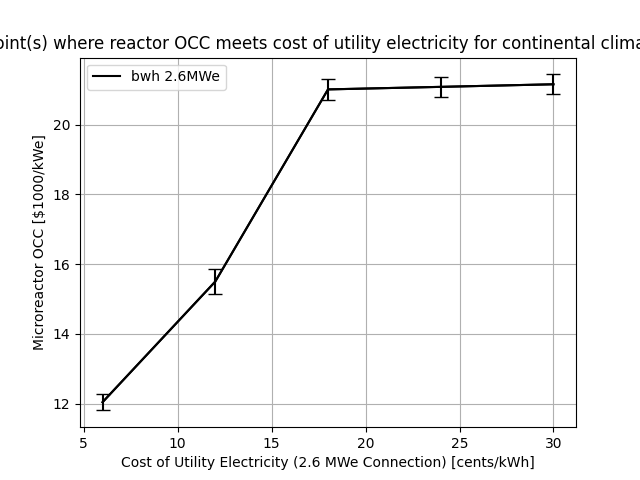 oint(s) where reactor OCC meets cost of utility electricity for continental clima
bwh 2.6MWe
Microreactor OCC [$1000/kWe]
20
18
16
14
12
5 10 15 20 25 30
Cost of Utility Electricity (2.6 MWe Connection) [cents/kWh]